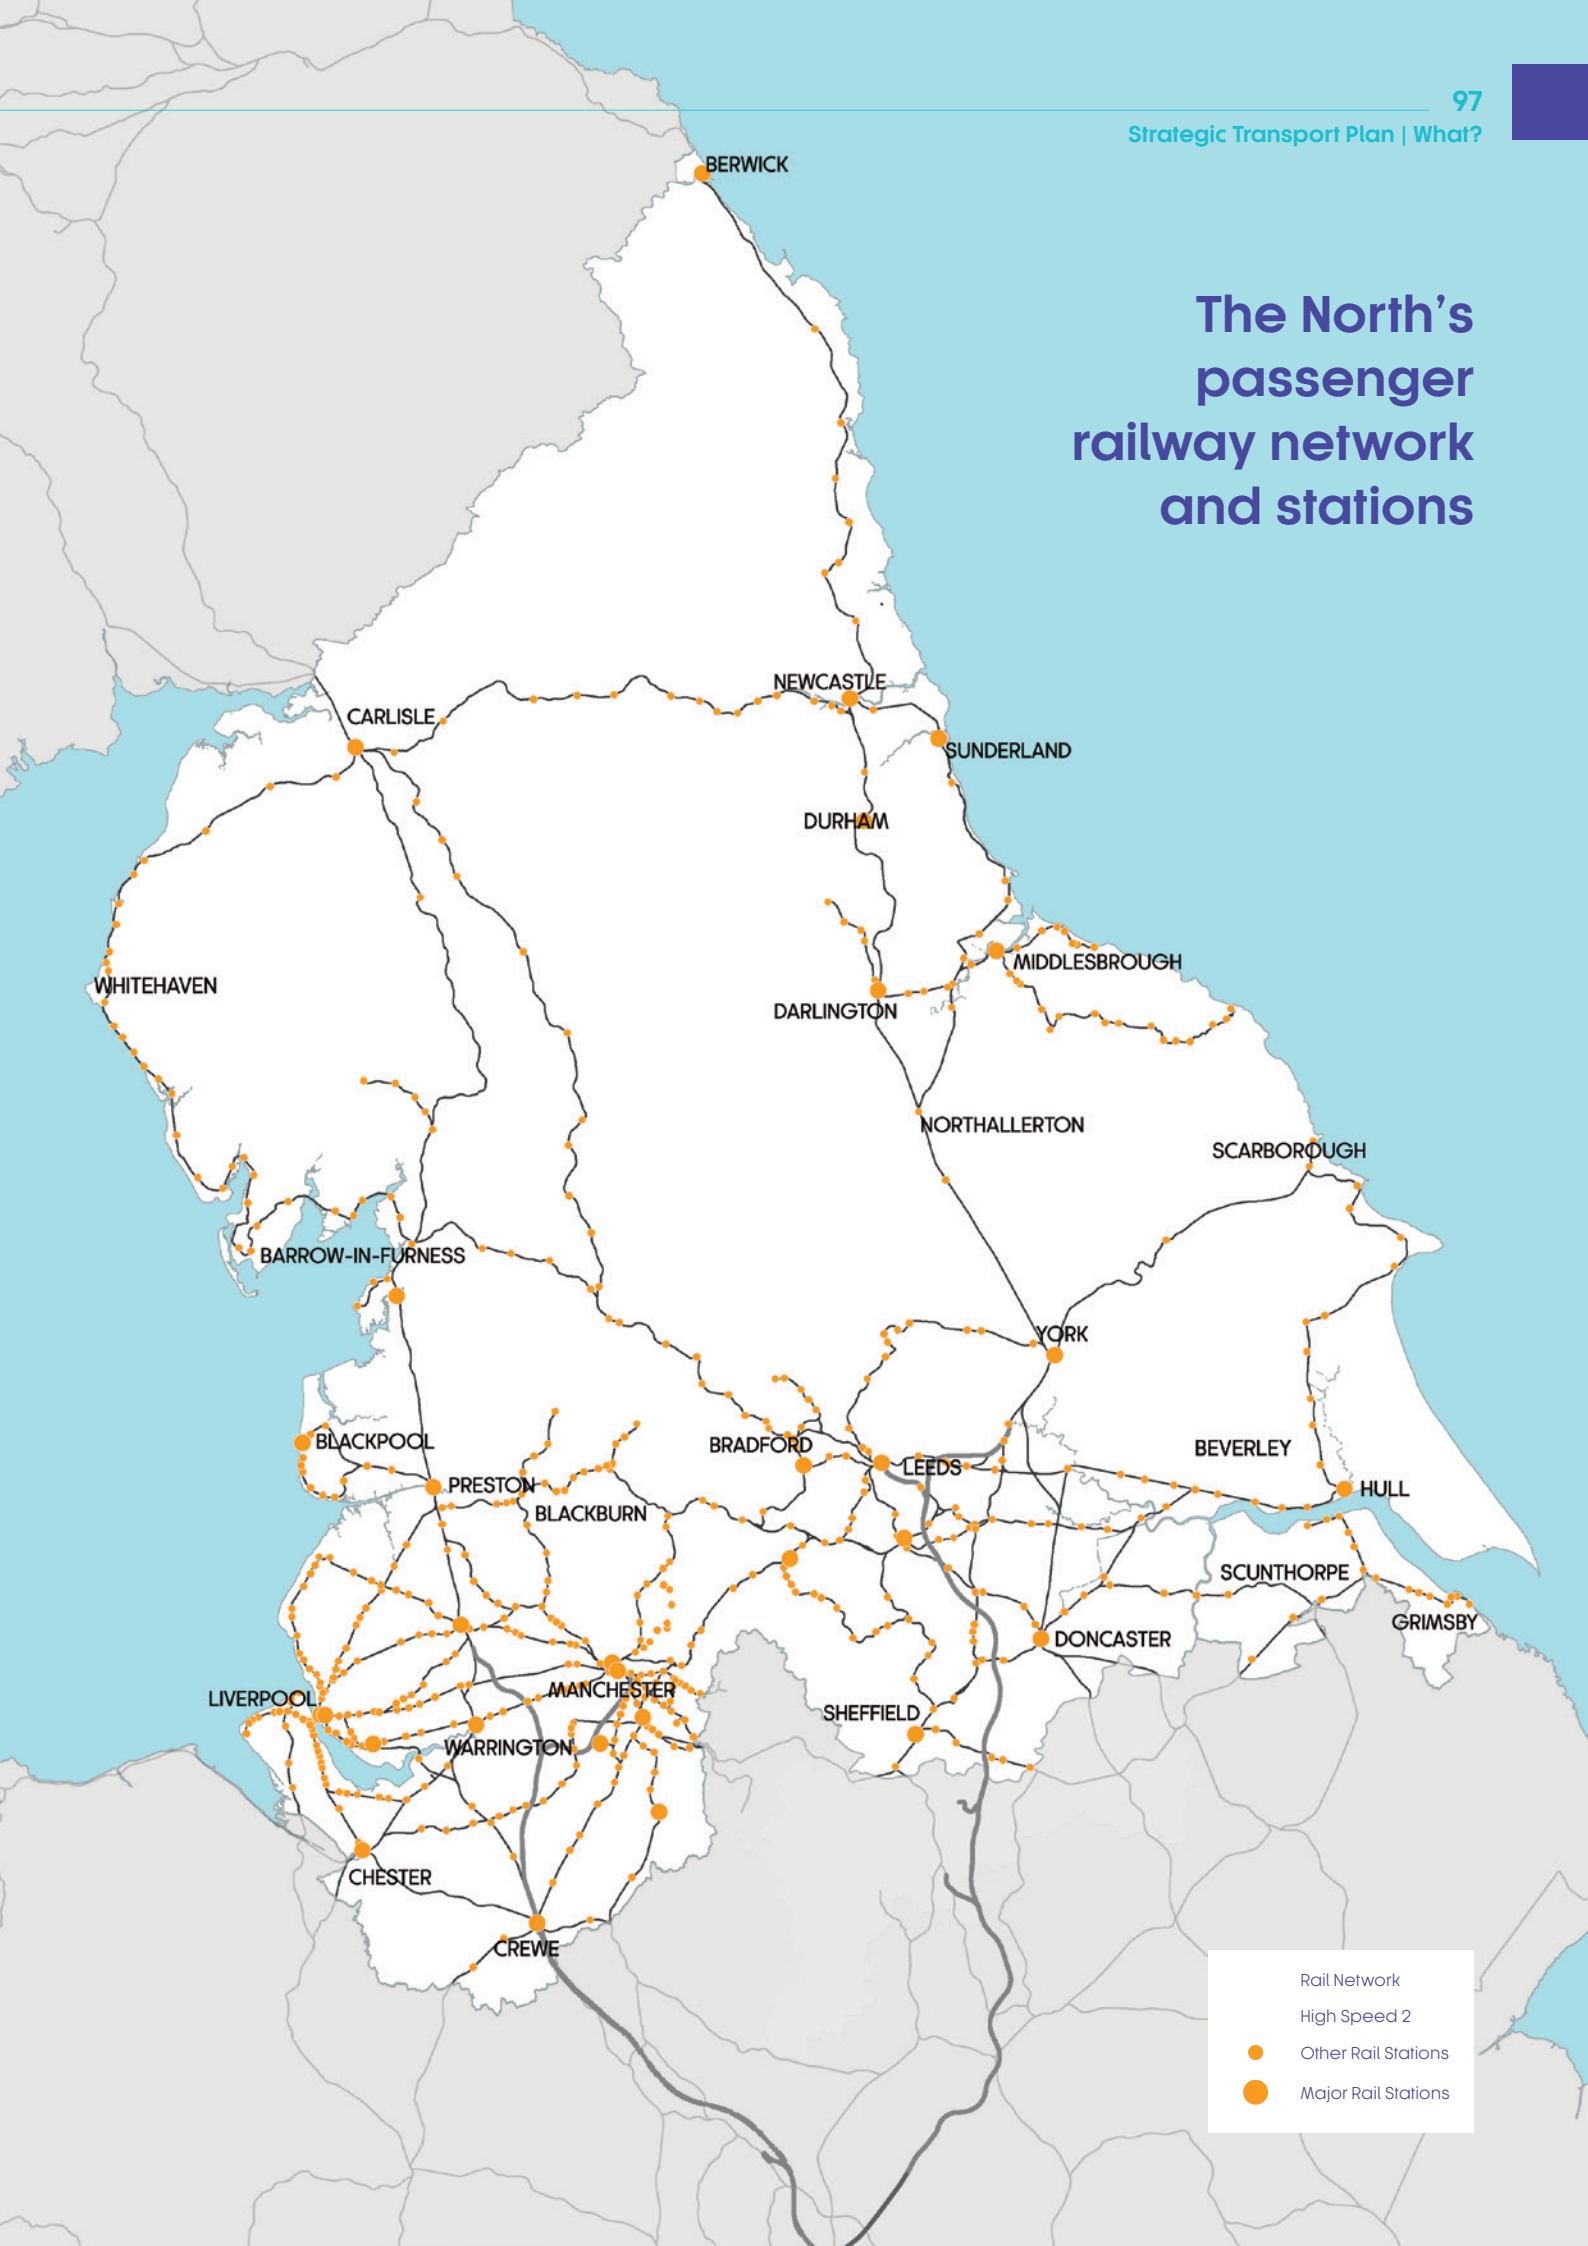 97
Strategic Transport Plan | What?
BERWICK
The North's
passenger
railway network
and stations
NEWCASTLE
CARLISLE
SUNDERLAND
DURHAM
MIDDLESBROUGH
WHITEHAVEN
DARLINGTON
NORTHALLERTON
SCARBOROUGH
BARROW-IN-FURNESS
YORK
BLACKPOOL
BRADFORD
BEVERLEY
LEEDS
PRESTON
HULL
BLACKBURN
SCUNTHORPE
GRIMSBY
DONCASTER
MANCHESTER
LIVERPOOL
SHEFFIELD
WARRINGTON
CHESTER
CREWE
Rail Network
High Speed 2
Other Rail Stations
Major Rail Stations